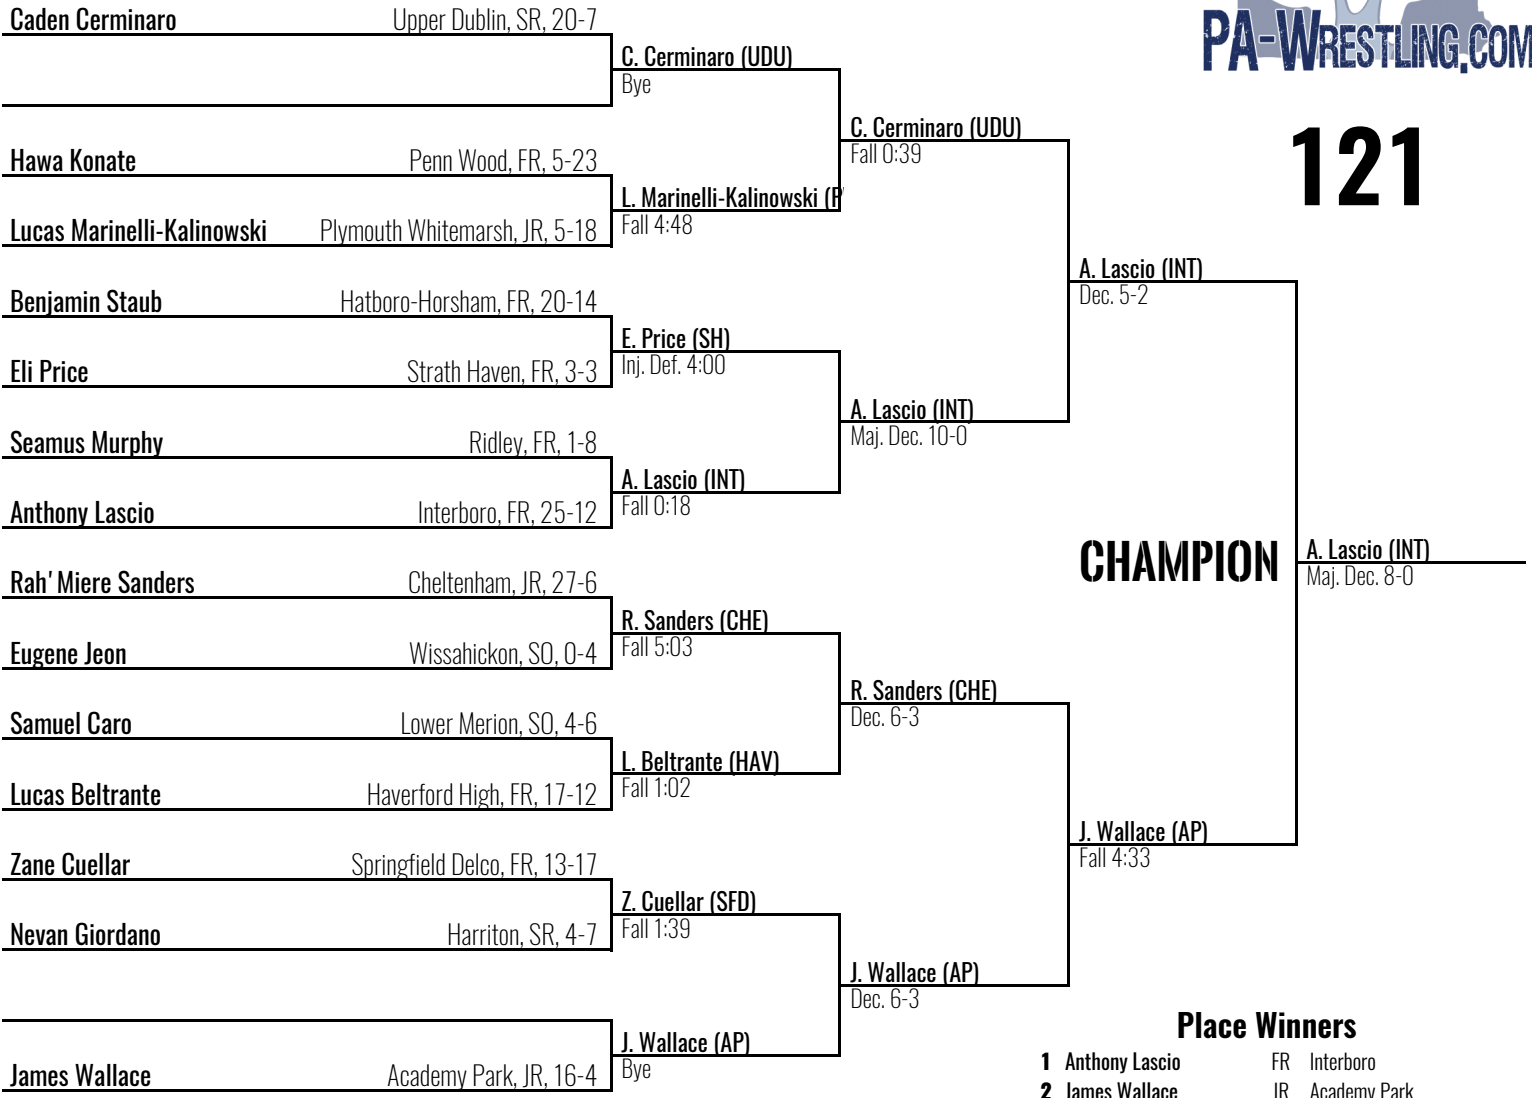 Caden Cerminaro Upper Dublin, SR, 20-7
C. Cerminaro (UDU)
Bye
Hawa Konate Penn Wood, FR, 5-23
L. Marinelli-Kalinowski (P
Fall 4:48
Lucas Marinelli-Kalinowski Plymouth Whitemarsh, JR, 5-18
C. Cerminaro (UDU)
Fall 0:39
Benjamin Staub Hatboro-Horsham, FR, 20-14
E. Price (SH)
Inj. Def. 4:00
Eli Price Strath Haven, FR, 3-3
Seamus Murphy Ridley, FR, 1-8
A. Lascio (INT)
Fall 0:18
Anthony Lascio Interboro, FR, 25-12
A. Lascio (INT)
Maj. Dec. 10-0
A. Lascio (INT)
Dec. 5-2
Rah'Miere Sanders Cheltenham, JR, 27-6
R. Sanders (CHE)
Fall 5:03
Eugene Jeon Wissahickon, SO, 0-4
Samuel Caro Lower Merion, SO, 4-6
L. Beltrante (HAV)
Fall 1:02
Lucas Beltrante Haverford High, FR, 17-12
R. Sanders (CHE)
Dec. 6-3
Zane Cuellar Springfield Delco, FR, 13-17
Z. Cuellar (SFD)
Fall 1:39
Nevan Giordano Harriton, SR, 4-7
J. Wallace (AP)
Bye
James Wallace Academy Park, JR, 16-4
J. Wallace (AP)
Dec. 6-3
J. Wallace (AP)
Fall 4:33
CHAMPION
A. Lascio (INT)
Maj. Dec. 8-0
PA-WRESTLING.COM
121
Place Winners
1 Anthony Lascio FR Interboro
2 James Wallace JR Academy Park